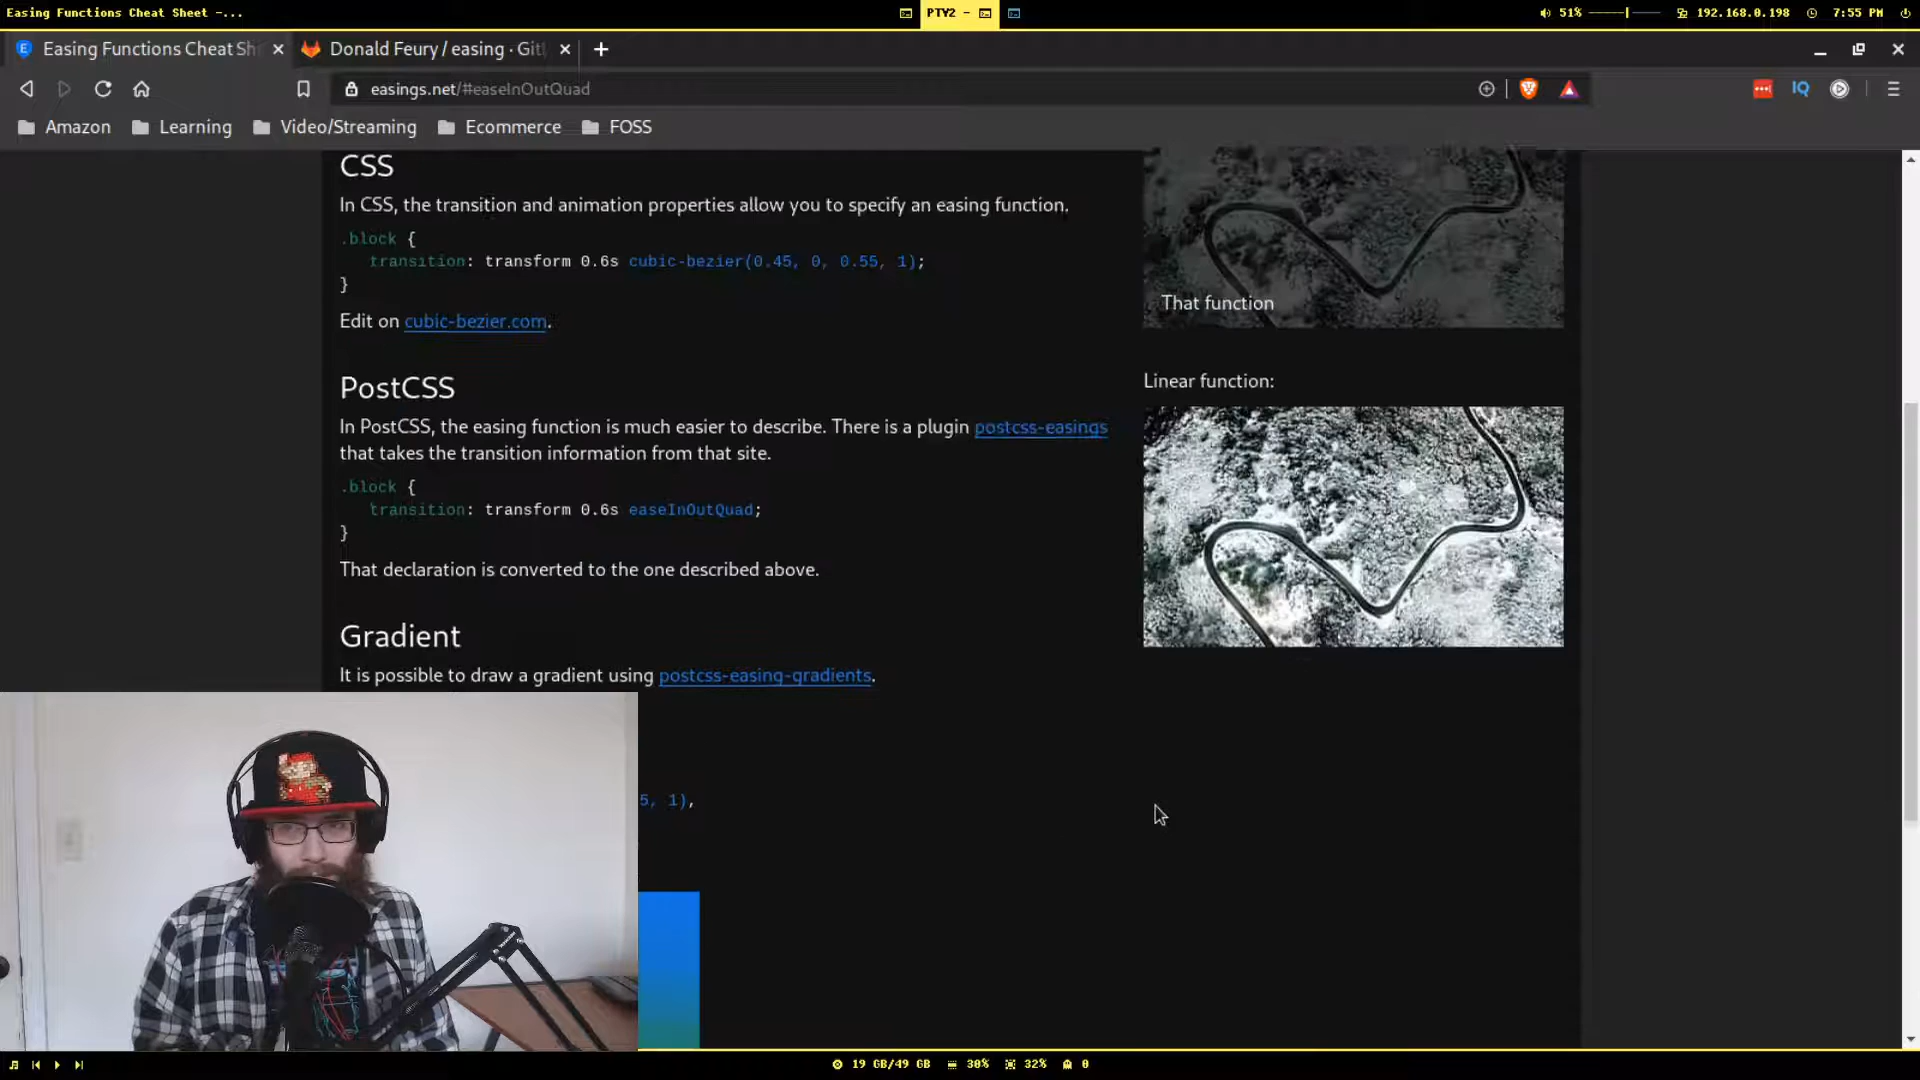 Easing Functions Cheat Sheet -...
PTY2 -
51%
192.168.0.198
7:55 PM
Easing Functions Cheat Sh
Donald Feury / easing · Gitl
easings.net/#easeInOutQuad
IQ
Amazon
Learning
Video/Streaming
Ecommerce
FOSS
CSS
In CSS, the transition and animation properties allow you to specify an easing function.
.block {
transition: transform 0.6s cubic-bezier(0.45, 0, 0.55, 1);
}
Edit on cubic-bezier.com.
That function
Linear function:
PostCSS
In PostCSS, the easing function is much easier to describe. There is a plugin postcss-easings
that takes the transition information from that site.
.block {
transition: transform 0.6s easeInOutQuad;
}
That declaration is converted to the one described above.
Gradient
It is possible to draw a gradient using postcss-easing-gradients.
5, 1),
19 GB/49 GB
30%
32%
0